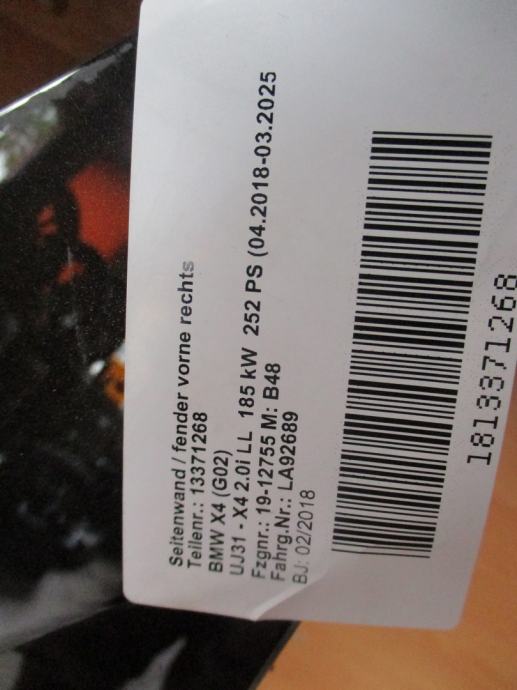 Seitenwand / fender vorne rechts
Teilenr.: 13371268
BMW X4 (G02)
UJ31 - X4 2.0i LL 185 kW 252 PS (04.2018-03.2025
Fzgnr.: 19-12755 M: B48
Fahrg.Nr.: LA92689
BJ: 02/2018
1813371268